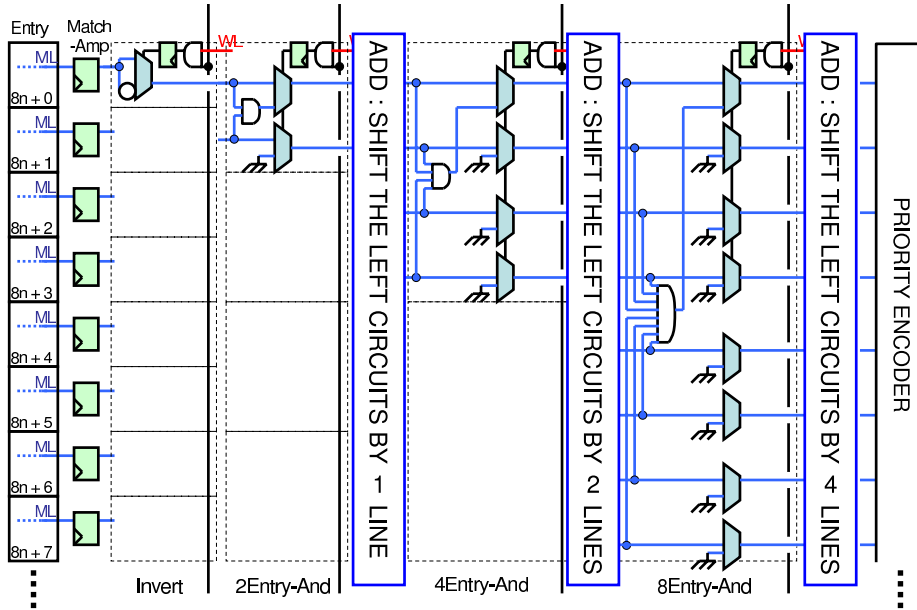 Entry
Match
-Amp
ML
8n + 0
ML
8n + 1
ML
8n + 2
ML
8n + 3
ML
8n + 4
ML
8n + 5
ML
8n + 6
ML
8n + 7
WL
Invert
2Entry-And
ADD : SHIFT THE LEFT CIRCUITS BY 1 LINE
4Entry-And
ADD : SHIFT THE LEFT CIRCUITS BY 2 LINES
8Entry-And
ADD : SHIFT THE LEFT CIRCUITS BY 4 LINES
PRIORITY ENCODER